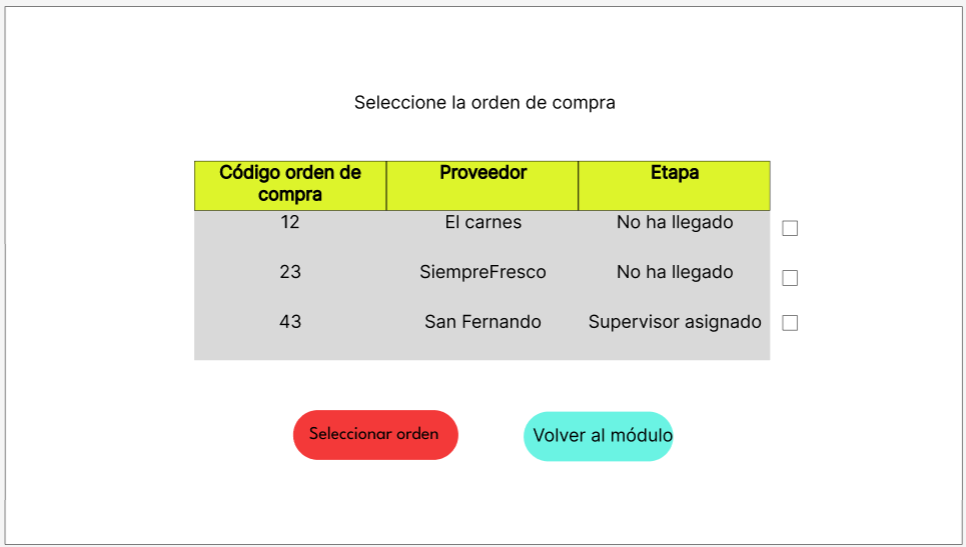 Seleccione la orden de compra
Código orden de compra Proveedor Etapa
12 El carnes No ha llegado
23 SiempreFresco No ha llegado
43 San Fernando Supervisor asignado
Seleccionar orden Volver al módulo